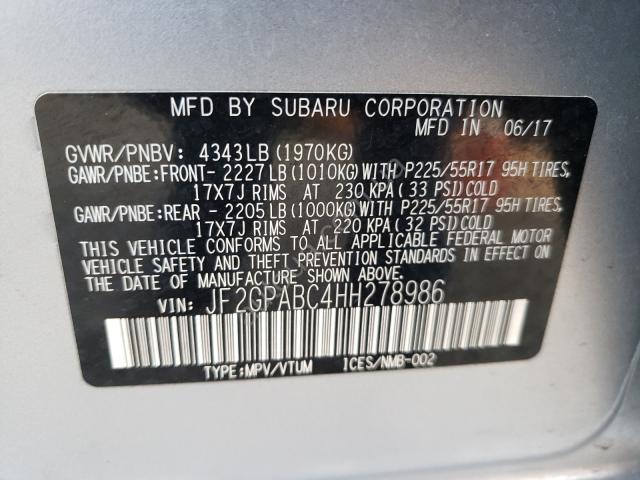 MFD BY SUBARU CORPORATION
MFD IN 06/17
GVWR/PNBV: 4343LB(1970KG)
GAWR/PNBE:FRONT- 2227LB(1010KG)WITH P225/55R17 95H TIRES,
17X7J RIMS AT 230 KPA(33 PSI)COLD
GAWR/PNBE:REAR - 2205LB(1000KG)WITH P225/55R17 95H TIRES,
17X7J RIMS AT 220 KPA(32 PSI)COLD
THIS VEHICLE CONFORMS TO ALL APPLICABLE FEDERAL MOTOR
VEHICLE SAFETY AND THEFT PREVENTION STANDARDS IN EFFECT ON
THE DATE OF MANUFACTURE SHOWN ABOVE.
VIN: JF2GPABC4HH278986
TYPE:MPV/VTUM ICES/NMB-002